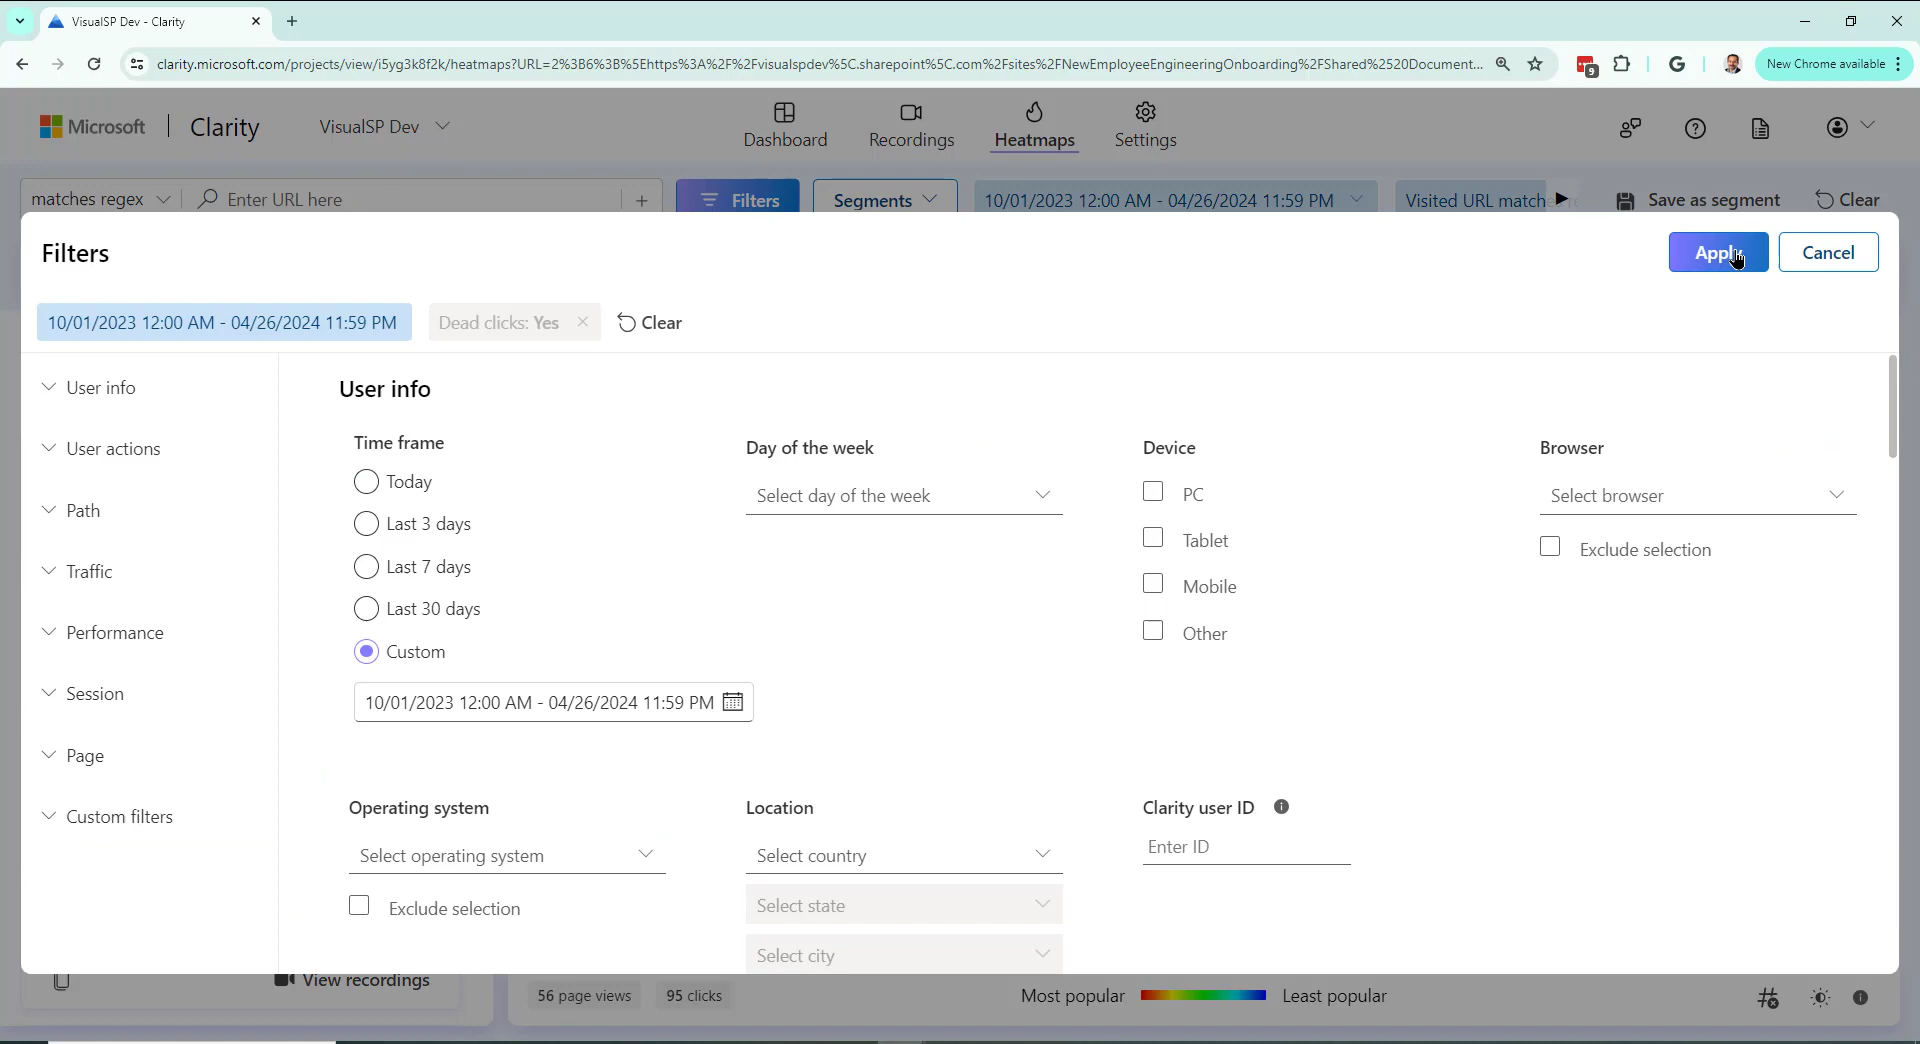 VisualSP Dev - Clarity
clarity.microsoft.com/projects/view/i5yg3k8f2k/heatmaps?URL=2%3B6%3B%5Ehttps%3A%2F%2Fvisualspdev%5C.sharepoint%5C.com%2Fsites%2FNewEmployeeEngineeringOnboarding%2FShared%2520Document...
9
G
New Chrome available
Microsoft
Clarity
VisualSP Dev
Dashboard
Recordings
Heatmaps
Settings
matches regex
Enter URL here
Filters
Segments
10/01/2023 12:00 AM - 04/26/2024 11:59 PM
Visited URL matche
Save as segment
Clear
Filters
Apply
Cancel
10/01/2023 12:00 AM - 04/26/2024 11:59 PM
Dead clicks: Yes
Clear
User info
User actions
Path
Traffic
Performance
Session
Page
Custom filters
User info
Time frame
Today
Last 3 days
Last 7 days
Last 30 days
Custom
10/01/2023 12:00 AM - 04/26/2024 11:59 PM
Day of the week
Select day of the week
Device
PC
Tablet
Mobile
Other
Browser
Select browser
Exclude selection
Operating system
Select operating system
Exclude selection
Location
Select country
Select state
Select city
Clarity user ID
Enter ID
View recordings
56 page views
95 clicks
Most popular
Least popular